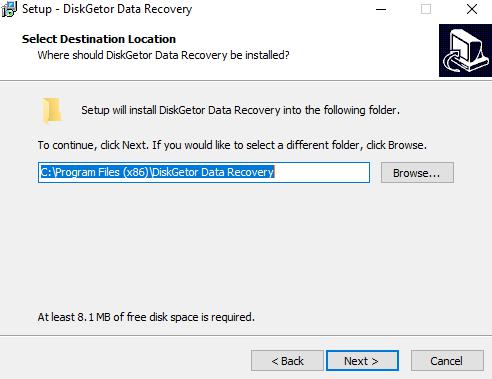 Setup - DiskGetor Data Recovery
Select Destination Location
Where should DiskGetor Data Recovery be installed?
Setup will install DiskGetor Data Recovery into the following folder.
To continue, click Next. If you would like to select a different folder, click Browse.
C:\Program Files (x86)\DiskGetor Data Recovery
Browse...
At least 8.1 MB of free disk space is required.
< Back
Next >
Cancel